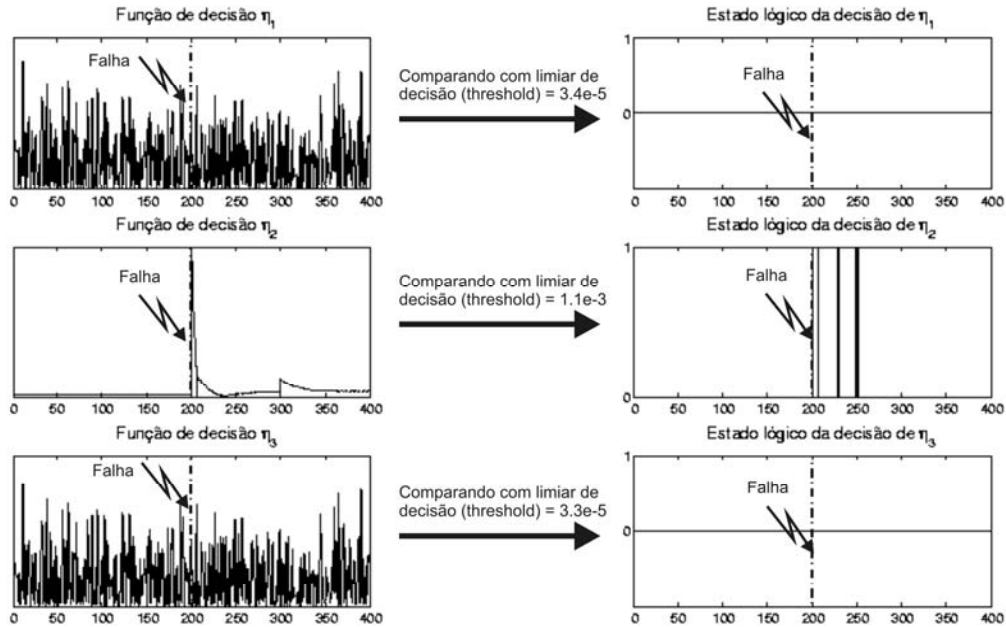 Função de decisão η1
1
Falha
0 50 100 150 200 250 300 350 400
Comparando com limiar de
decisão (threshold) = 3.4e-5
Estado lógico da decisão de η1
1
0
Falha
0 50 100 150 200 250 300 350 400
Função de decisão η2
Falha
0 50 100 150 200 250 300 350 400
Comparando com limiar de
decisão (threshold) = 1.1e-3
Estado lógico da decisão de η2
1
0
Falha
0 50 100 150 200 250 300 350 400
Função de decisão η3
Falha
0 50 100 150 200 250 300 350 400
Comparando com limiar de
decisão (threshold) = 3.3e-5
Estado lógico da decisão de η3
1
0
Falha
0 50 100 150 200 250 300 350 400